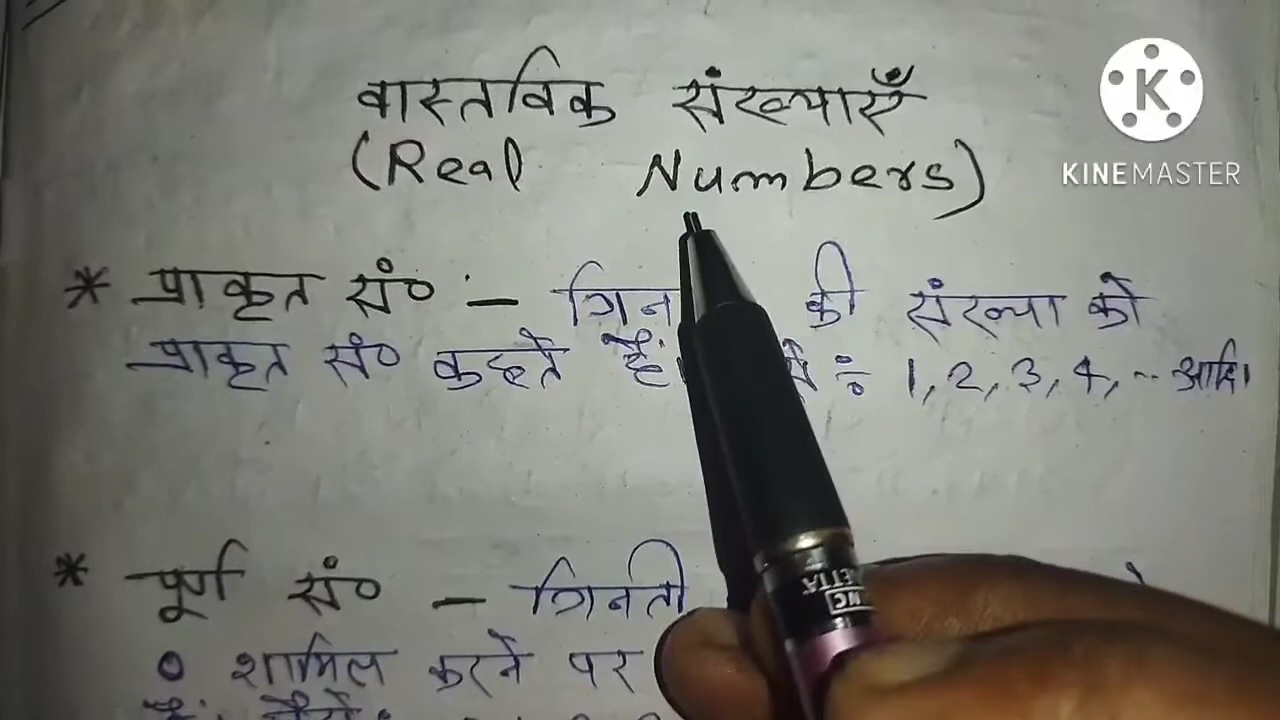 वास्तविक संख्याएँ
(Real Numbers)
KINEMASTER
* प्राकृत सं० :- गिन की संख्या को
प्राकृत सं० कहते हैं। ÷ 1, 2, 3, 4, -- आदि।
* पूर्ण सं० - गिनती
0 शामिल करने पर
हैं। जैसे